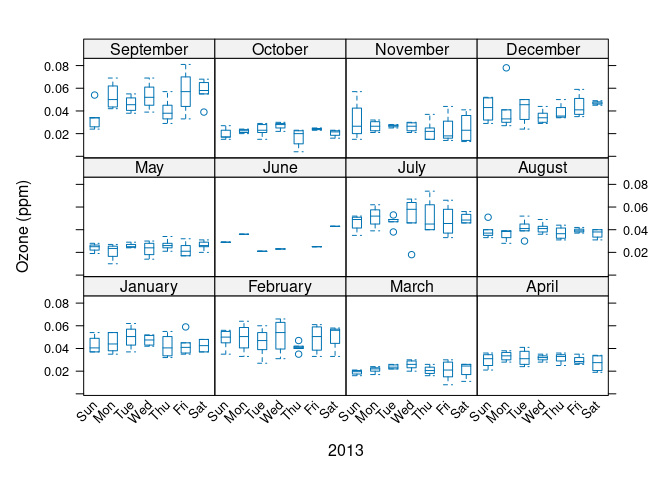 September October November December
0.08
0.06
0.04
0.02
May June July August
0.08
0.06
0.04
0.02
January February March April
0.08
0.06
0.04
0.02
Ozone (ppm)
Sun Mon Tue Wed Thu Fri Sat Sun Mon Tue Wed Thu Fri Sat Sun Mon Tue Wed Thu Fri Sat Sun Mon Tue Wed Thu Fri Sat
2013